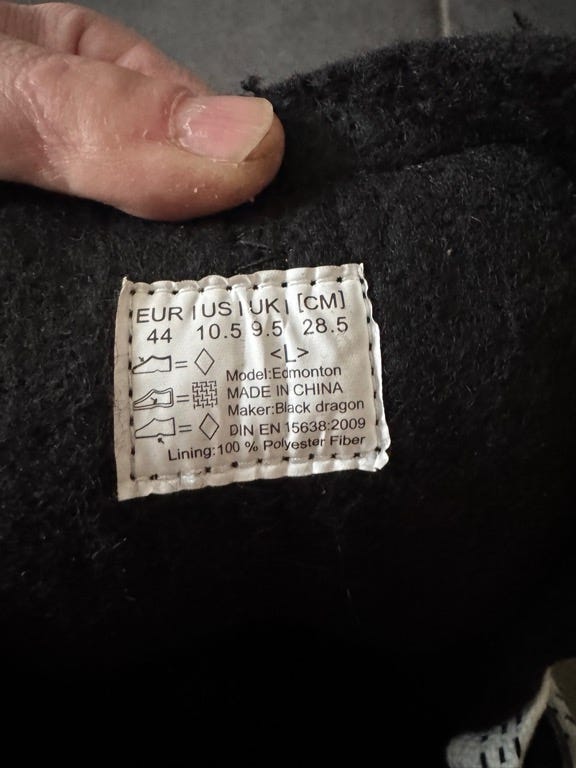 EUR | US | UK | [CM]
44 10.5 9.5 28.5
<L>
Model:Edmonton
MADE IN CHINA
Maker:Black dragon
DIN EN 15638:2009
Lining:100 % Polyester Fiber